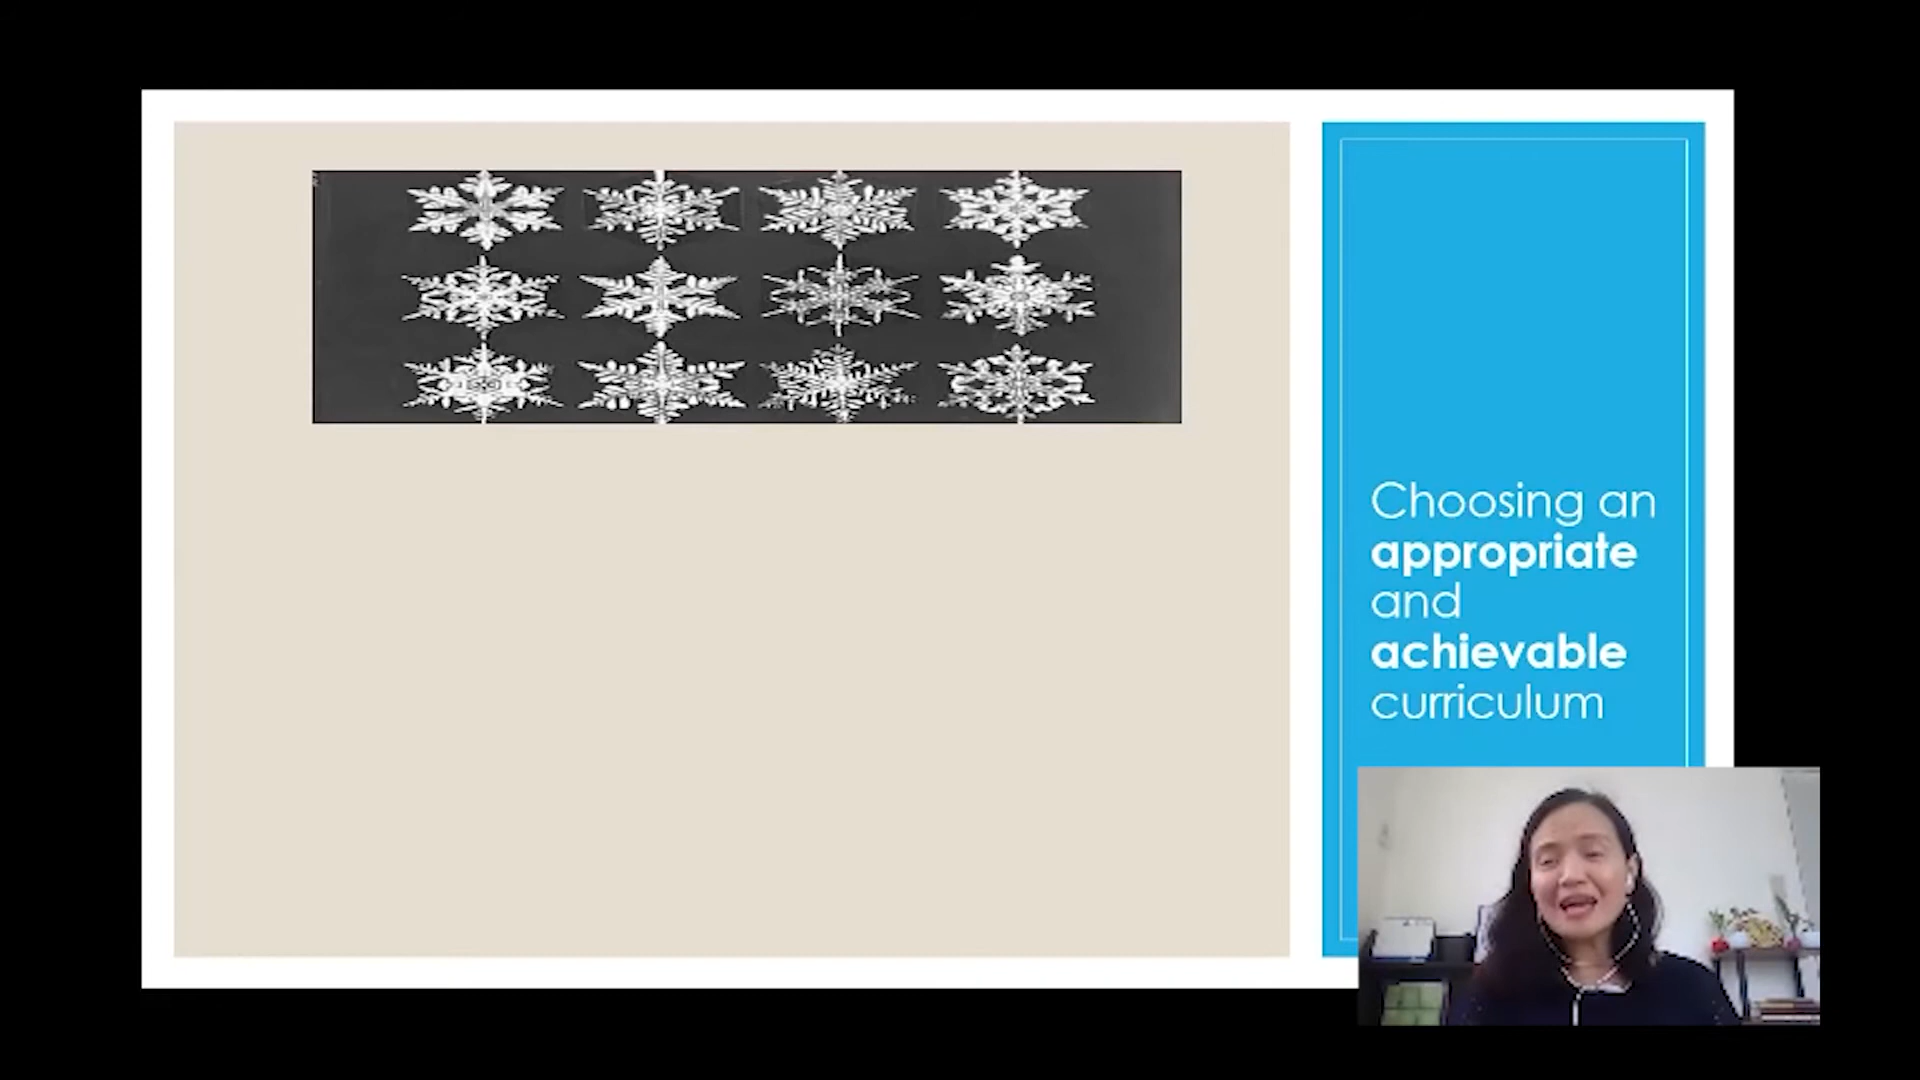 Choosing an
appropriate
and
achievable
curriculum